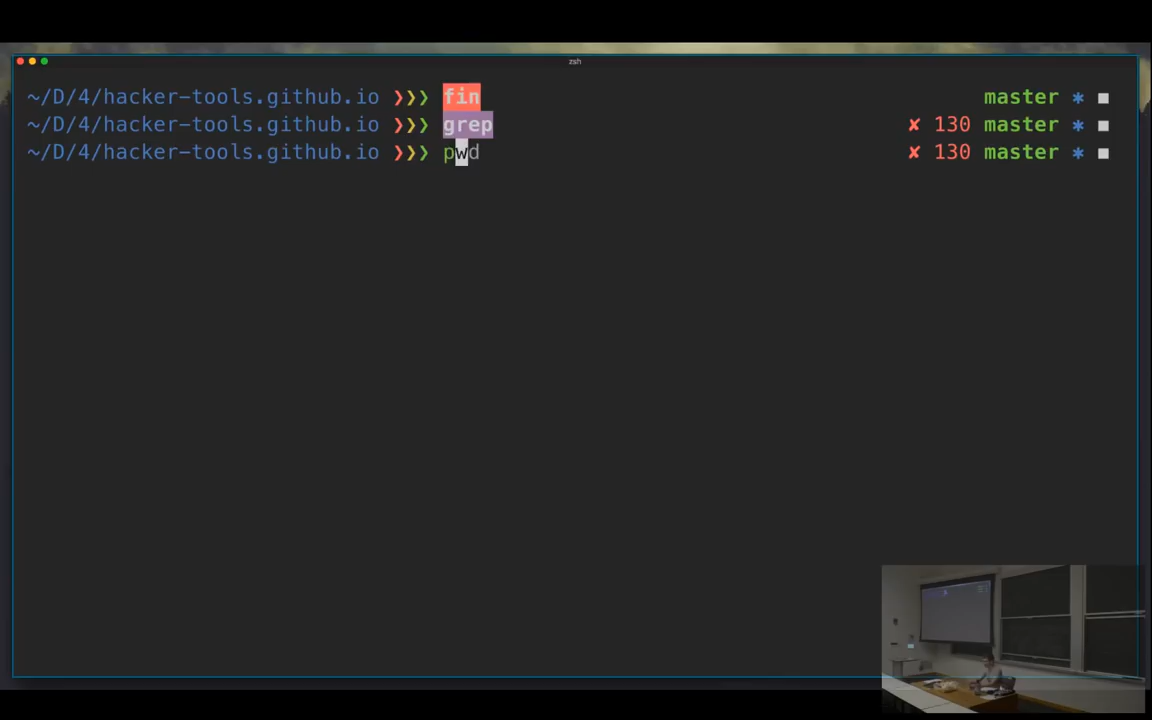 zsh
~/D/4/hacker-tools.github.io ❯❯❯ fin master ✱ ◼
~/D/4/hacker-tools.github.io ❯❯❯ grep ✘ 130 master ✱ ◼
~/D/4/hacker-tools.github.io ❯❯❯ pwd ✘ 130 master ✱ ◼